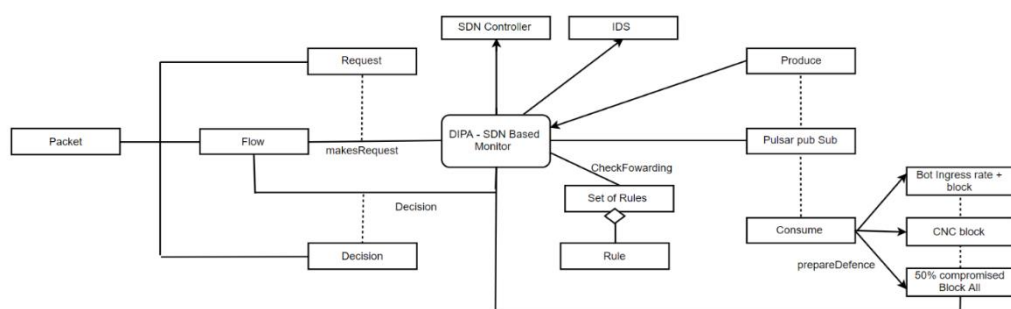 SDN Controller
IDS
Request
Produce
Packet
Flow
makesRequest
DIPA - SDN Based
Monitor
Pulsar pub Sub
CheckFowarding
Bot Ingress rate +
block
Decision
Set of Rules
Consume
CNC block
Decision
Rule
prepareDefence
50% compromised
Block All